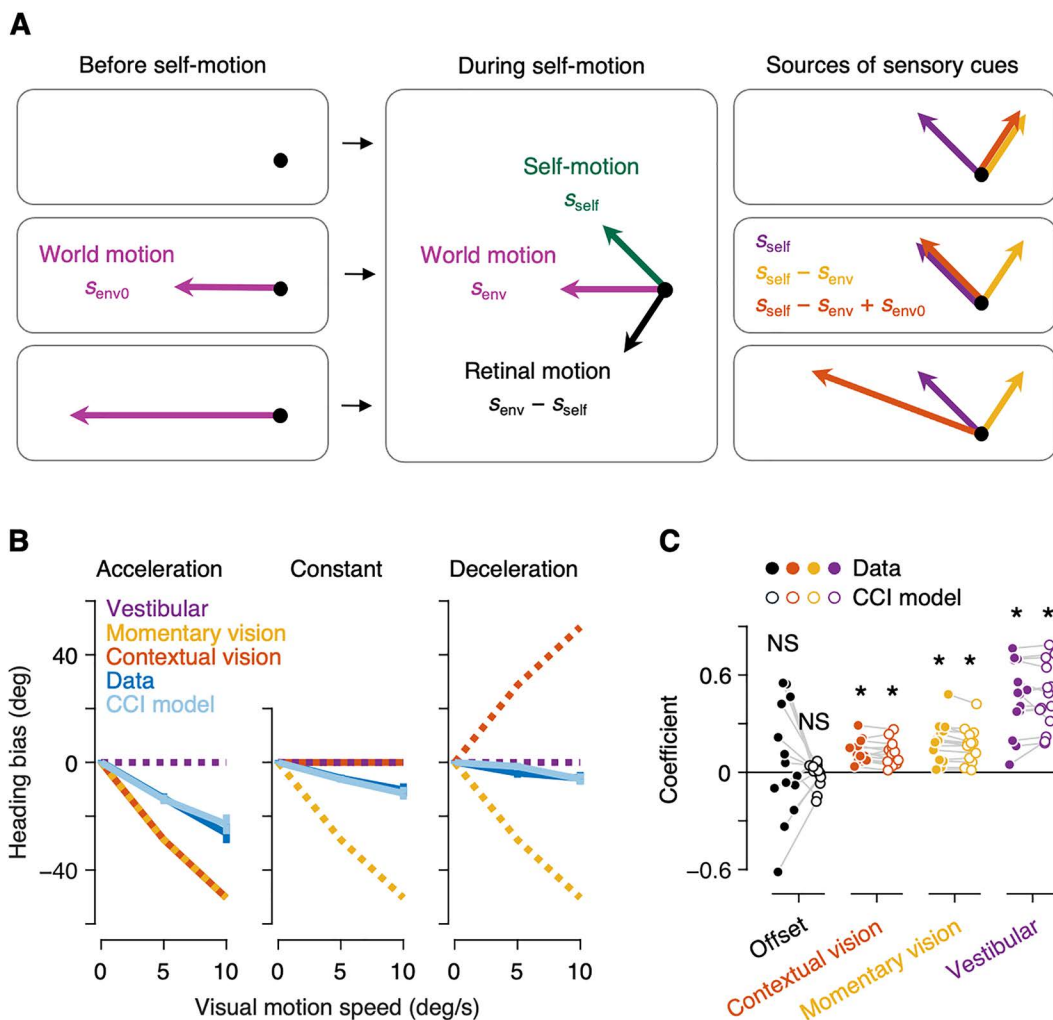 A
Before self-motion
During self-motion
Sources of sensory cues
World motion
s_env0
Self-motion
s_self
World motion
s_env
Retinal motion
s_env − s_self
s_self
s_self − s_env
s_self − s_env + s_env0
B
Acceleration
Constant
Deceleration
Vestibular
Momentary vision
Contextual vision
Data
CCI model
Heading bias (deg)
40
0
−40
0 5 10
0 5 10
0 5 10
Visual motion speed (deg/s)
C
Data
CCI model
NS
NS
* *
* *
* *
Coefficient
0.6
0
−0.6
Offset
Contextual vision
Momentary vision
Vestibular